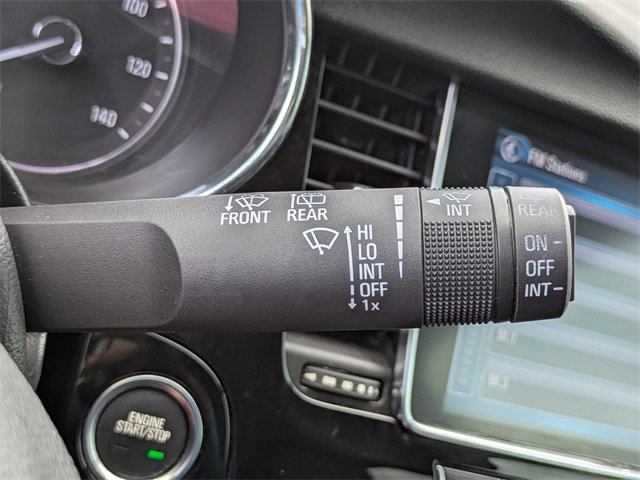 100
120
140
FM Stations
FRONT
REAR
HI
LO
INT
OFF
1x
INT
REAR
ON
OFF
INT
ENGINE
START/STOP